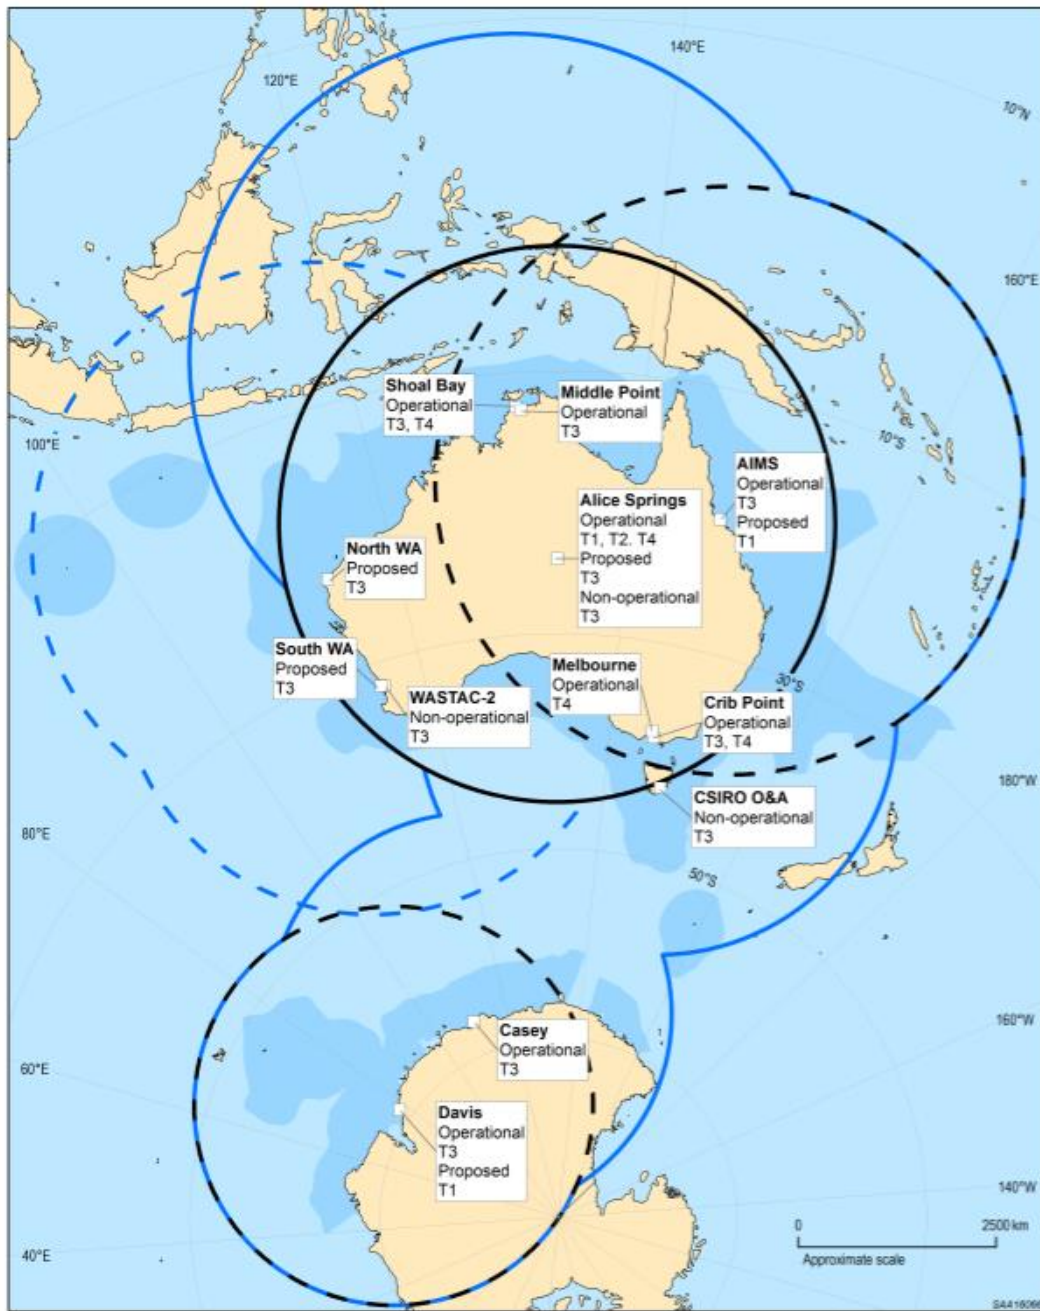 140°E
120°E
10°N
160°E
Shoal Bay
Operational
T3, T4
Middle Point
Operational
T3
100°E
10°S
AIMS
Operational
T3
Proposed
T1
Alice Springs
Operational
T1, T2. T4
Proposed
T3
Non-operational
T3
North WA
Proposed
T3
South WA
Proposed
T3
Melbourne
Operational
T4
30°S
WASTAC-2
Non-operational
T3
Crib Point
Operational
T3, T4
180°W
CSIRO O&A
Non-operational
T3
80°E
50°S
160°W
Casey
Operational
T3
60°E
Davis
Operational
T3
Proposed
T1
140°W
0 2500 km
Approximate scale
40°E